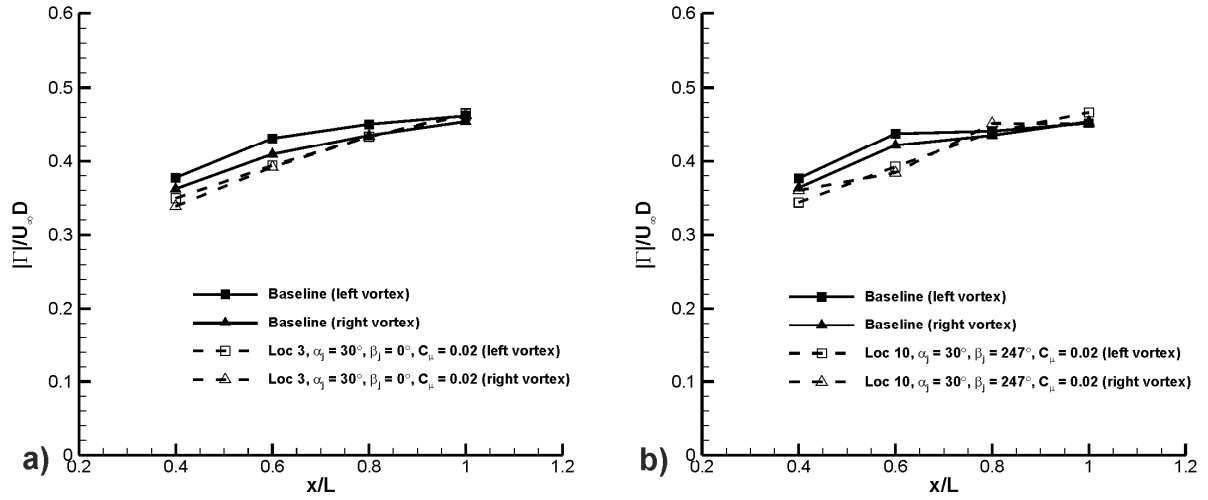 0.6
0.5
0.4
0.3
0.2
0.1
0
|Γ|/U∞D
Baseline (left vortex)
Baseline (right vortex)
Loc 3, αj = 30°, βj = 0°, Cμ = 0.02 (left vortex)
Loc 3, αj = 30°, βj = 0°, Cμ = 0.02 (right vortex)
0.2 0.4 0.6 0.8 1 1.2
x/L
a)
0.6
0.5
0.4
0.3
0.2
0.1
0
|Γ|/U∞D
Baseline (left vortex)
Baseline (right vortex)
Loc 10, αj = 30°, βj = 247°, Cμ = 0.02 (left vortex)
Loc 10, αj = 30°, βj = 247°, Cμ = 0.02 (right vortex)
0.2 0.4 0.6 0.8 1 1.2
x/L
b)